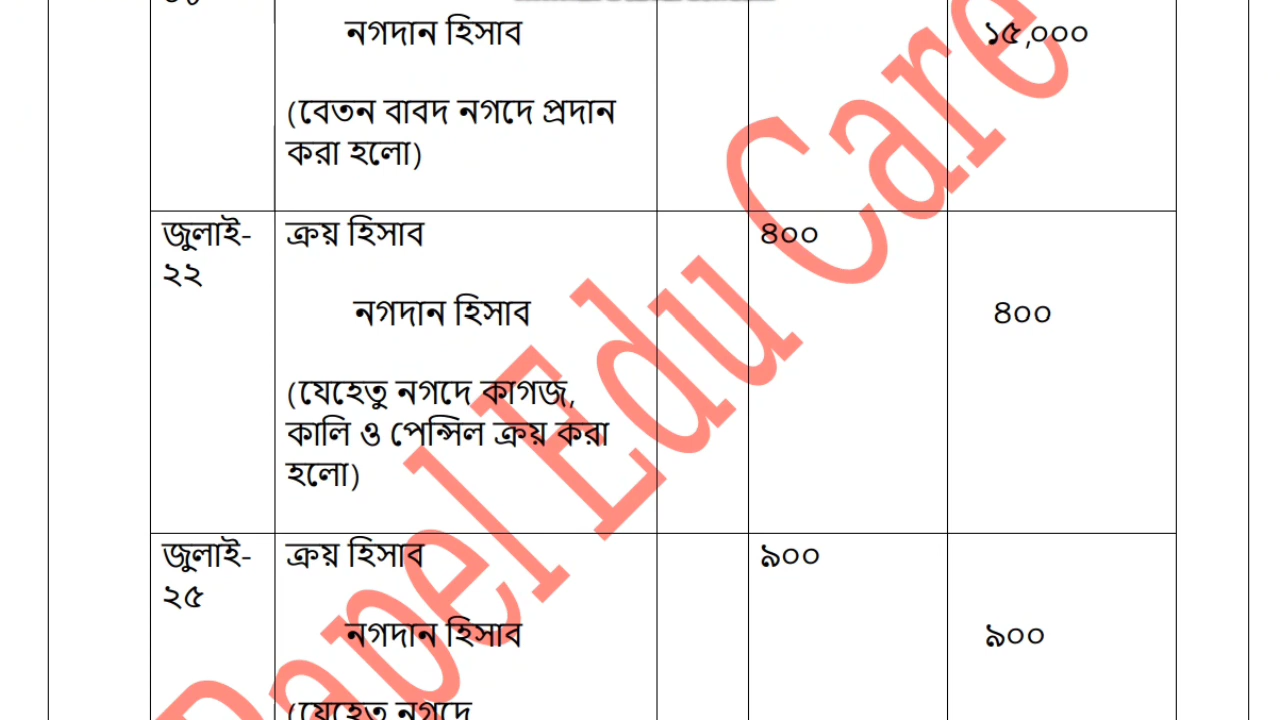 নগদান হিসাব ১৫,০০০
(বেতন বাবদ নগদে প্রদান
করা হলো)
জুলাই- ক্রয় হিসাব ৪০০
২২
নগদান হিসাব ৪০০
(যেহেতু নগদে কাগজ,
কালি ও পেন্সিল ক্রয় করা
হলো)
জুলাই- ক্রয় হিসাব ৯০০
২৫
নগদান হিসাব ৯০০
(যেহেতু নগদে
Papel Edu Care